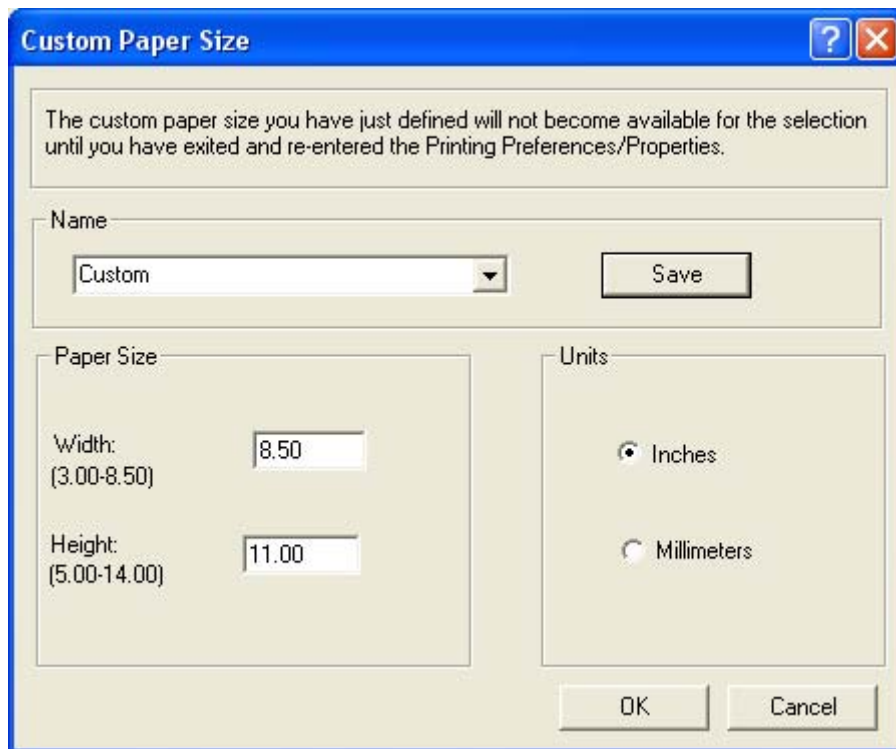 Custom Paper Size
The custom paper size you have just defined will not become available for the selection
until you have exited and re-entered the Printing Preferences/Properties.
Name
Custom
Save
Paper Size
Width:
(3.00-8.50)
8.50
Height:
(5.00-14.00)
11.00
Units
Inches
Millimeters
OK
Cancel